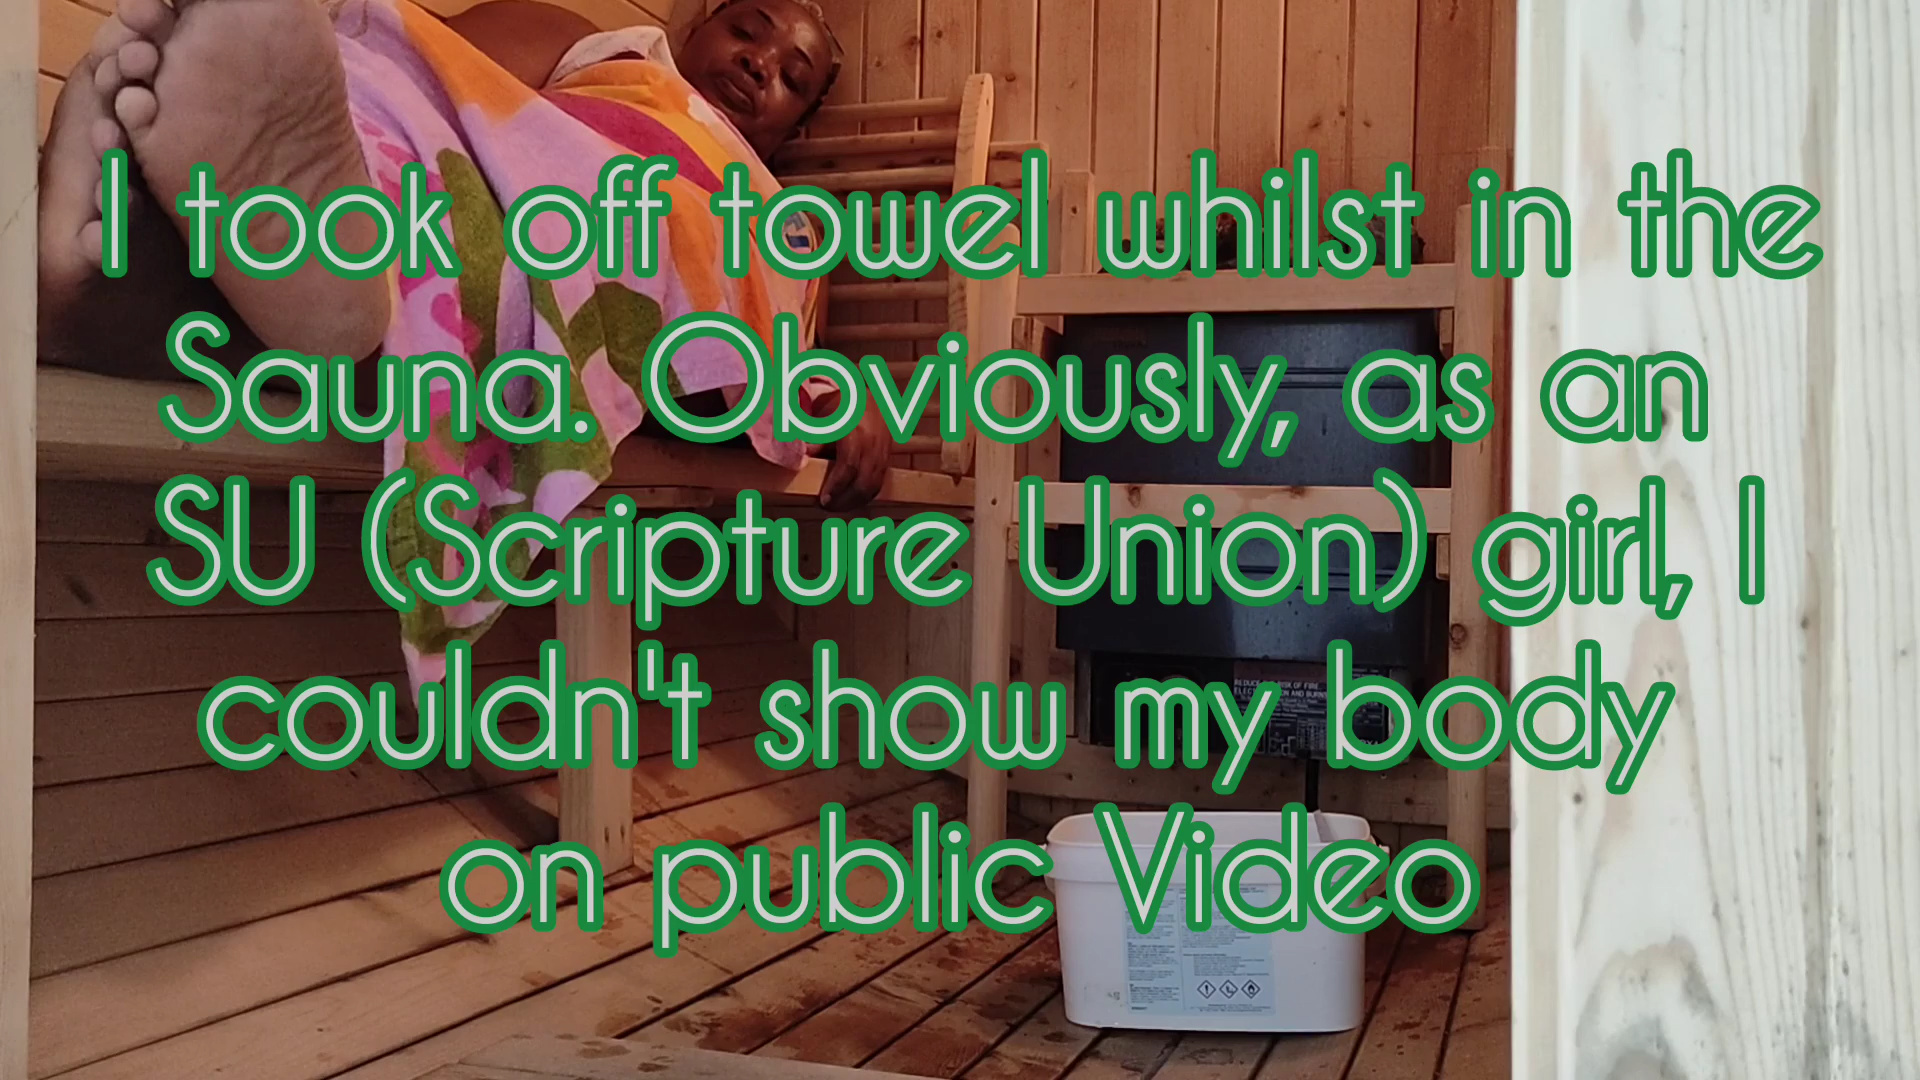 I took off towel whilst in the
Sauna. Obviously, as an
SU (Scripture Union) girl, I
couldn't show my body
on public Video